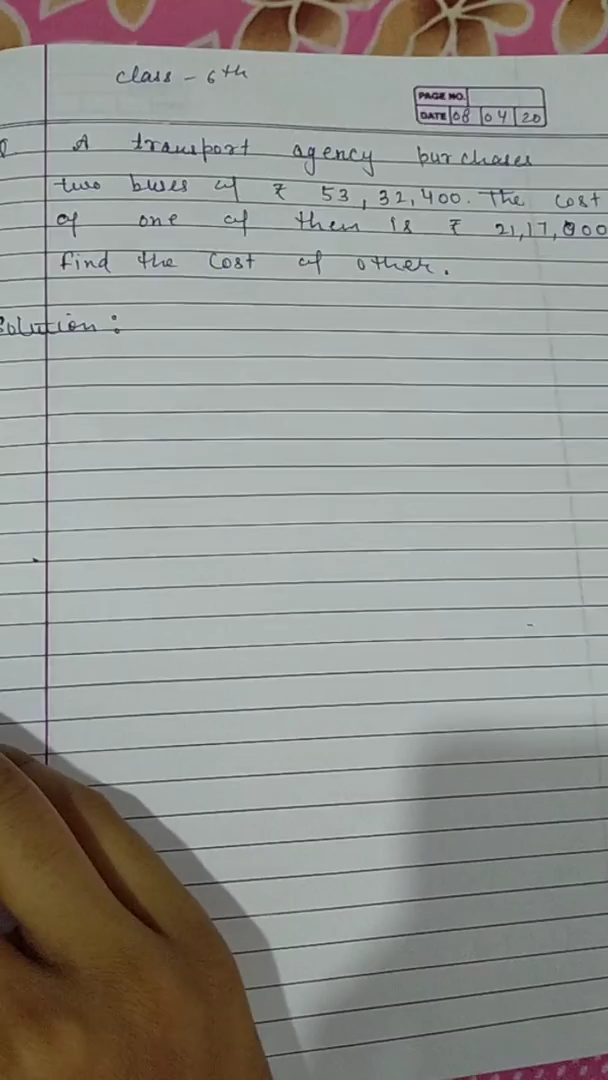 class - 6th
PAGE NO.
DATE 08 04 20
A transport agency purchases
two buses of ₹ 53,32,400. The cost
of one of them is ₹ 21,17,000
find the cost of other.
Solution: